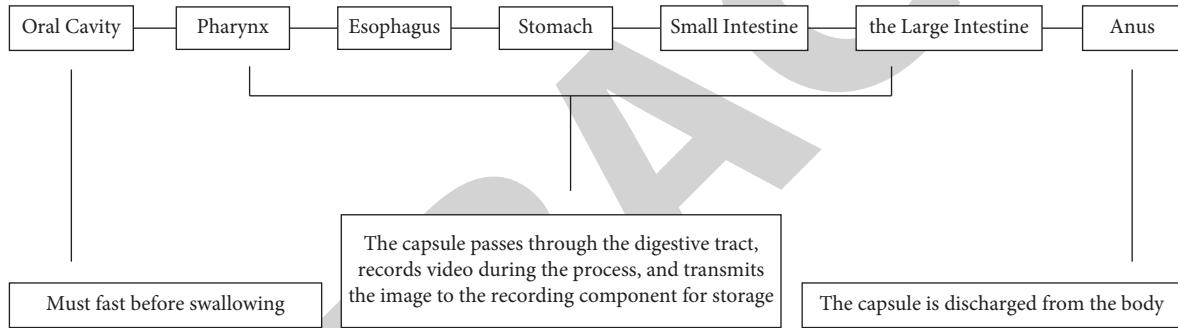 Oral Cavity
Pharynx
Esophagus
Stomach
Small Intestine
the Large Intestine
Anus
The capsule passes through the digestive tract,
records video during the process, and transmits
the image to the recording component for storage
Must fast before swallowing
The capsule is discharged from the body